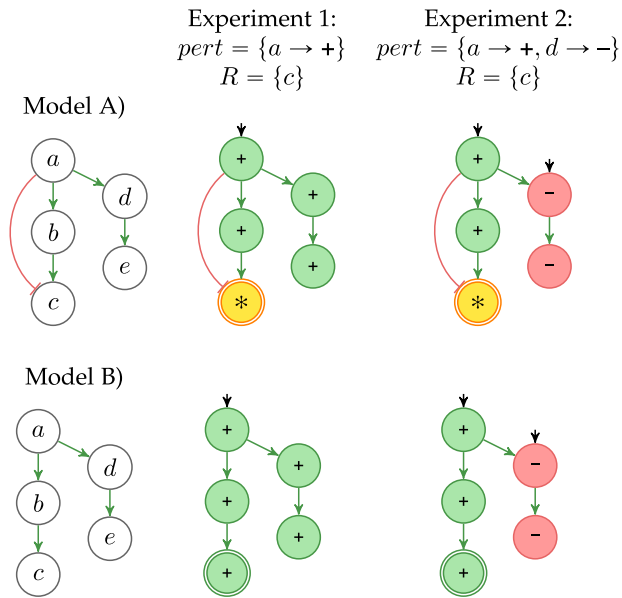 Experiment 1:
pert = {a → +}
R = {c}
Experiment 2:
pert = {a → +, d → −}
R = {c}
Model A)
a
d
b
e
c
+
+
+
+
*
+
−
+
−
*
Model B)
a
d
b
e
c
+
+
+
+
+
+
−
+
−
+